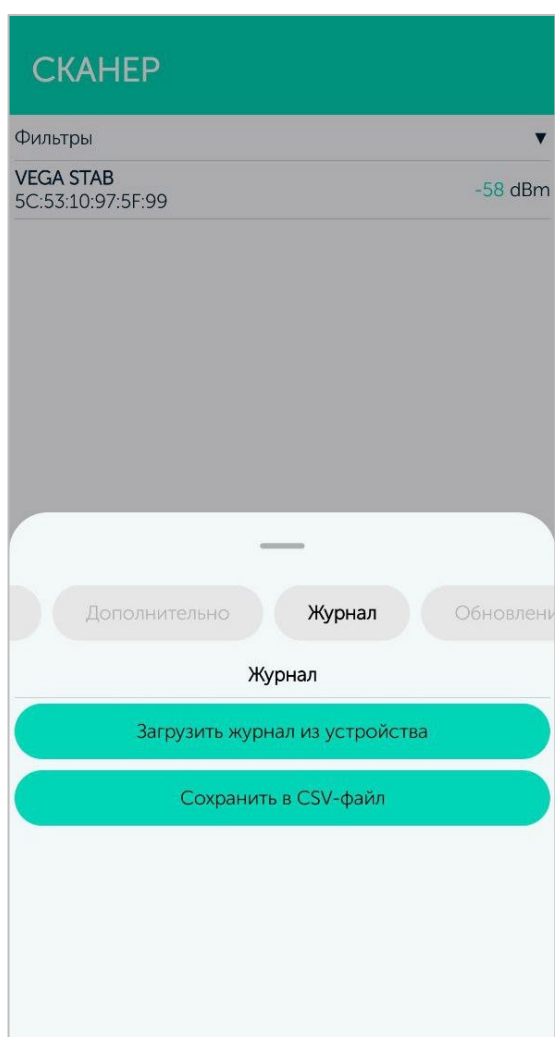 СКАНЕР
Фильтры ▼
VEGA STAB
5C:53:10:97:5F:99
-58 dBm
Дополнительно Журнал Обновлени
Журнал
Загрузить журнал из устройства
Сохранить в CSV-файл